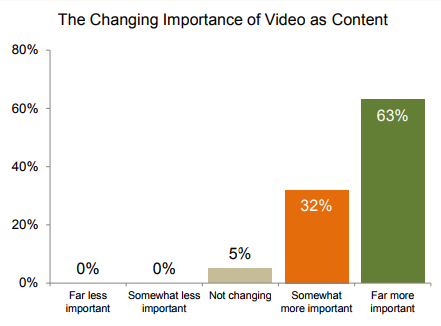 The Changing Importance of Video as Content
80%
60%
40%
20%
0%
0%
0%
5%
32%
63%
Far less
important
Somewhat less
important
Not changing
Somewhat
more important
Far more
important